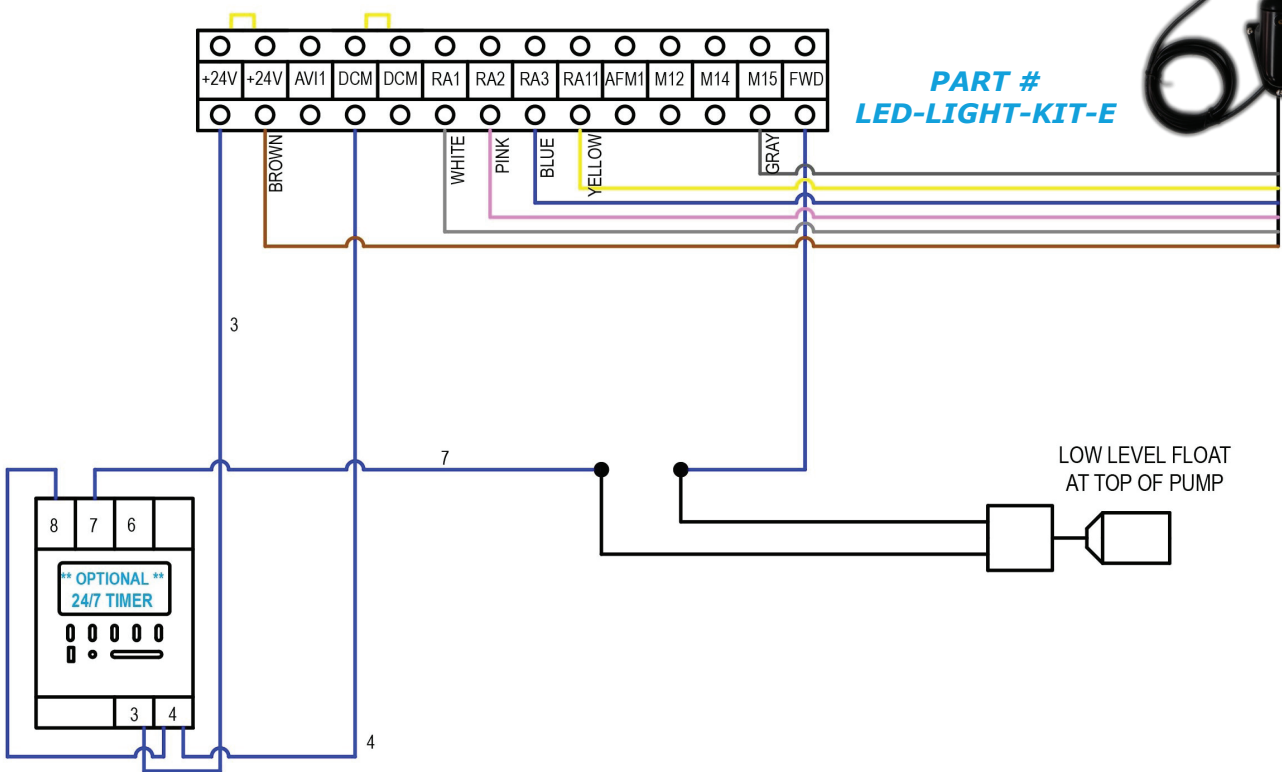 +24V +24V AVI1 DCM DCM RA1 RA2 RA3 RA11 AFM1 M12 M14 M15 FWD
PART #
LED-LIGHT-KIT-E
BROWN
WHITE
PINK
BLUE
YELLOW
GRAY
3
7
LOW LEVEL FLOAT
AT TOP OF PUMP
8 7 6
** OPTIONAL **
24/7 TIMER
3 4
4